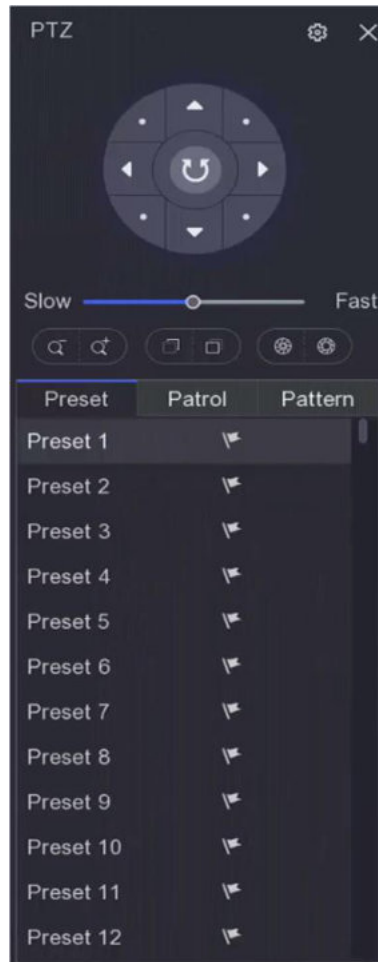 PTZ
Slow Fast
Preset Patrol Pattern
Preset 1
Preset 2
Preset 3
Preset 4
Preset 5
Preset 6
Preset 7
Preset 8
Preset 9
Preset 10
Preset 11
Preset 12